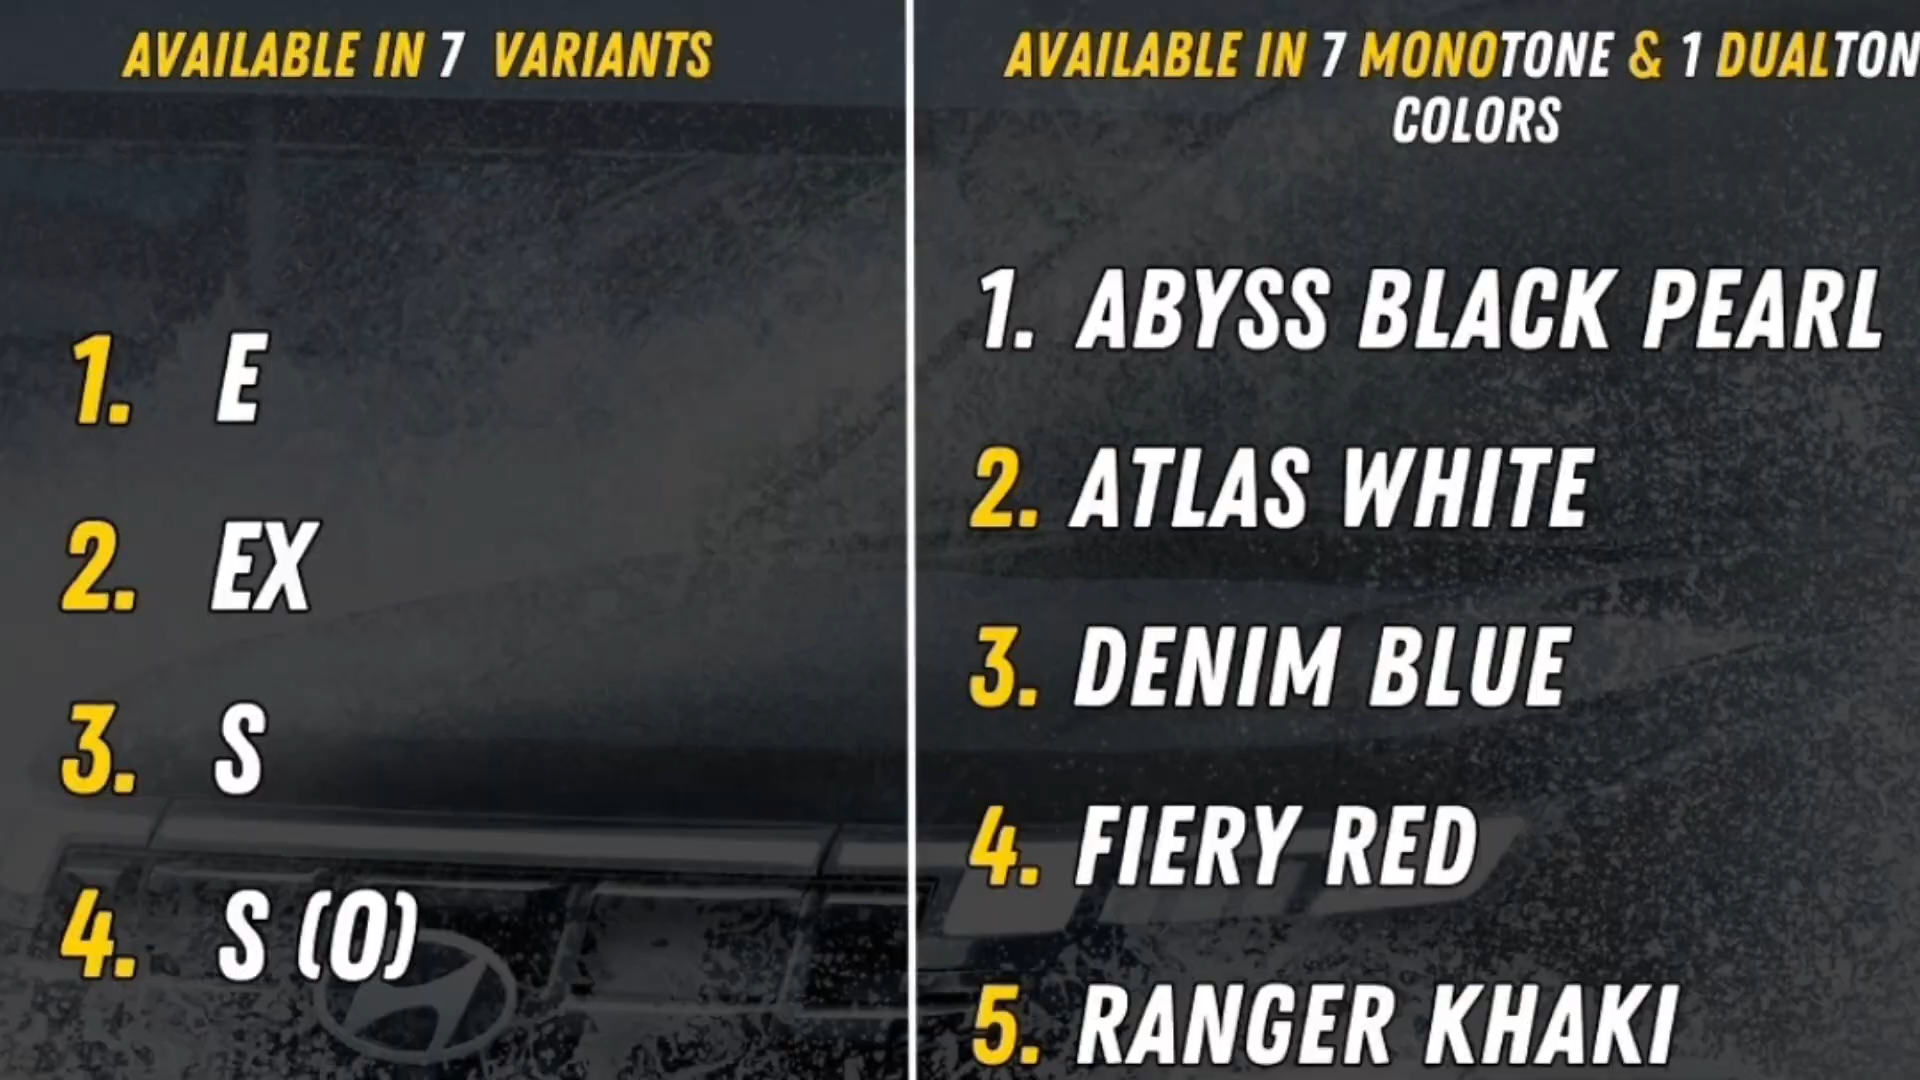 AVAILABLE IN 7 VARIANTS
1. E
2. EX
3. S
4. S (O)
AVAILABLE IN 7 MONOTONE & 1 DUALTON
COLORS
1. ABYSS BLACK PEARL
2. ATLAS WHITE
3. DENIM BLUE
4. FIERY RED
5. RANGER KHAKI